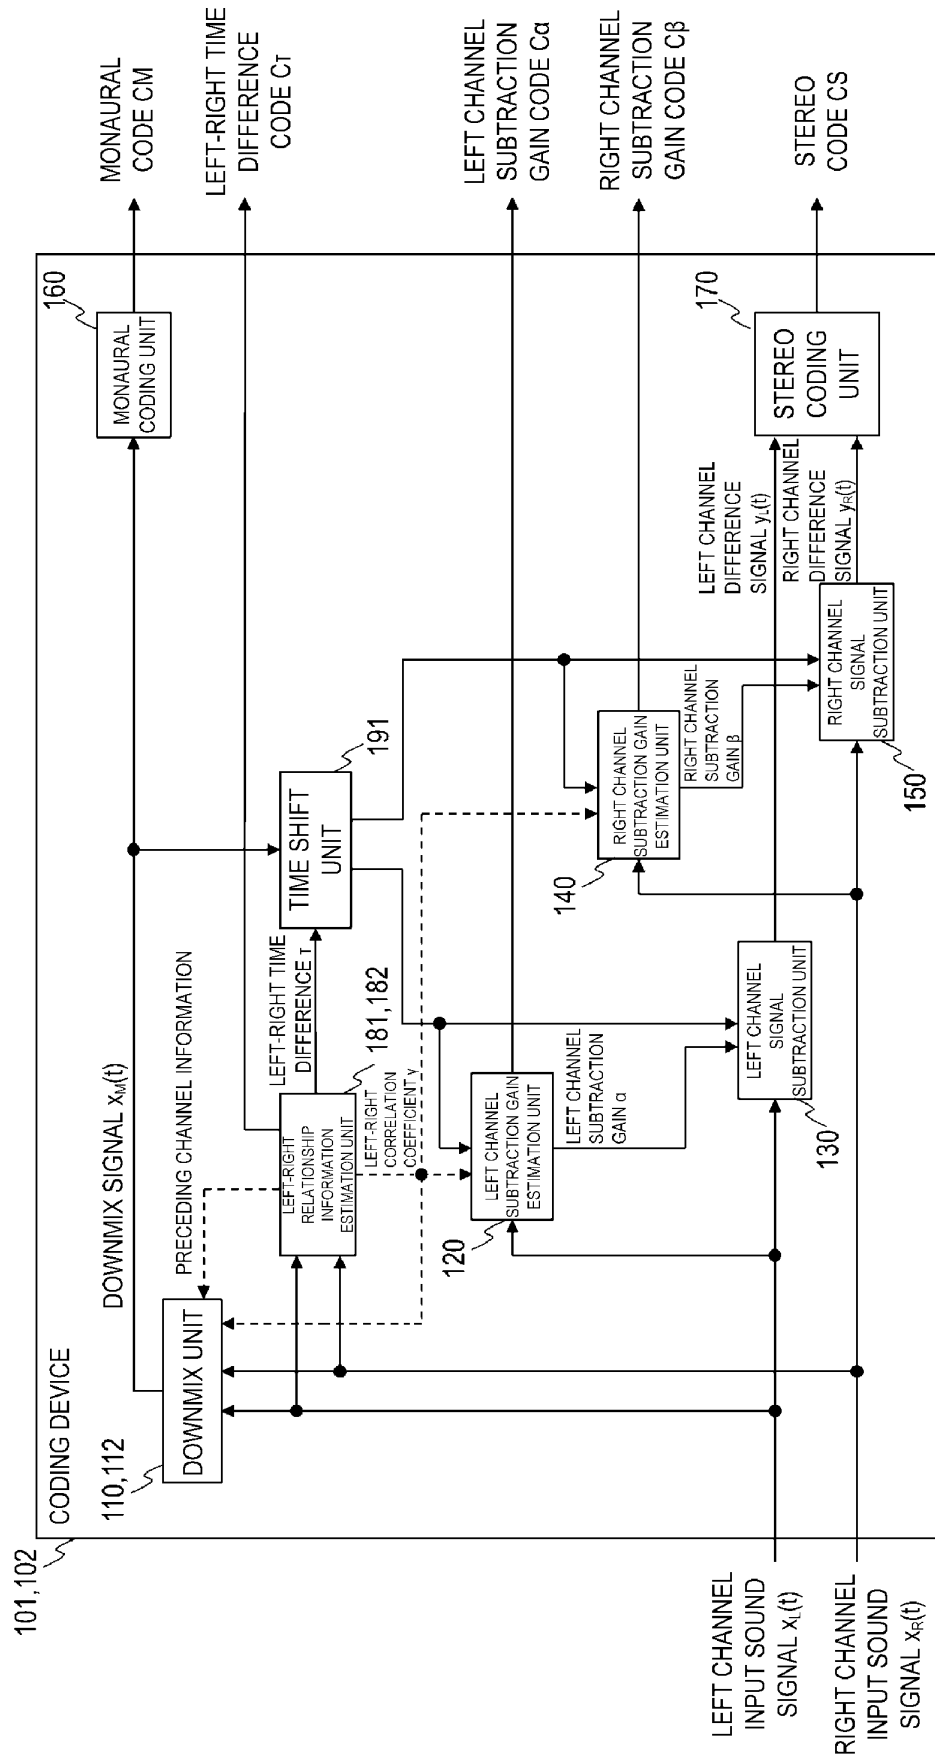 101,102
CODING DEVICE
110,112
DOWNMIX UNIT
DOWNMIX SIGNAL xM(t)
PRECEDING CHANNEL INFORMATION
160
MONAURAL
CODING UNIT
MONAURAL
CODE CM
LEFT-RIGHT TIME
DIFFERENCE
CODE Cτ
LEFT-RIGHT
RELATIONSHIP
INFORMATION
ESTIMATION UNIT
181,182
LEFT-RIGHT TIME
DIFFERENCE τ
LEFT-RIGHT
CORRELATION
COEFFICIENT γ
TIME SHIFT
UNIT
191
120
LEFT CHANNEL
SUBTRACTION GAIN
ESTIMATION UNIT
LEFT CHANNEL
SUBTRACTION
GAIN α
LEFT CHANNEL
SUBTRACTION
GAIN CODE Cα
140
RIGHT CHANNEL
SUBTRACTION GAIN
ESTIMATION UNIT
RIGHT CHANNEL
SUBTRACTION
GAIN β
RIGHT CHANNEL
SUBTRACTION
GAIN CODE Cβ
130
LEFT CHANNEL
SIGNAL
SUBTRACTION UNIT
LEFT CHANNEL
DIFFERENCE
SIGNAL yL(t)
150
RIGHT CHANNEL
SIGNAL
SUBTRACTION UNIT
RIGHT CHANNEL
DIFFERENCE
SIGNAL yR(t)
170
STEREO
CODING
UNIT
STEREO
CODE CS
LEFT CHANNEL
INPUT SOUND
SIGNAL xL(t)
RIGHT CHANNEL
INPUT SOUND
SIGNAL xR(t)